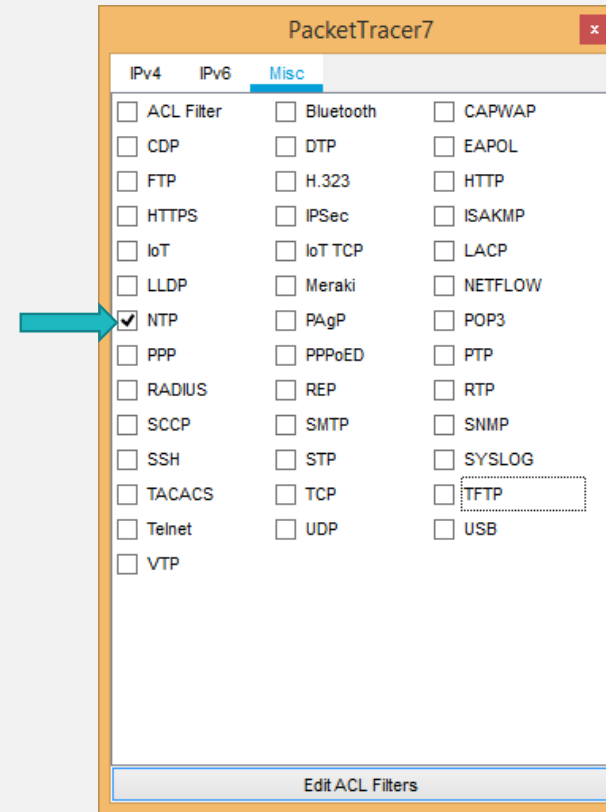 PacketTracer7
x
IPv4 IPv6 Misc
ACL Filter Bluetooth CAPWAP
CDP DTP EAPOL
FTP H.323 HTTP
HTTPS IPSec ISAKMP
IoT IoT TCP LACP
LLDP Meraki NETFLOW
NTP PAgP POP3
PPP PPPoED PTP
RADIUS REP RTP
SCCP SMTP SNMP
SSH STP SYSLOG
TACACS TCP TFTP
Telnet UDP USB
VTP
Edit ACL Filters